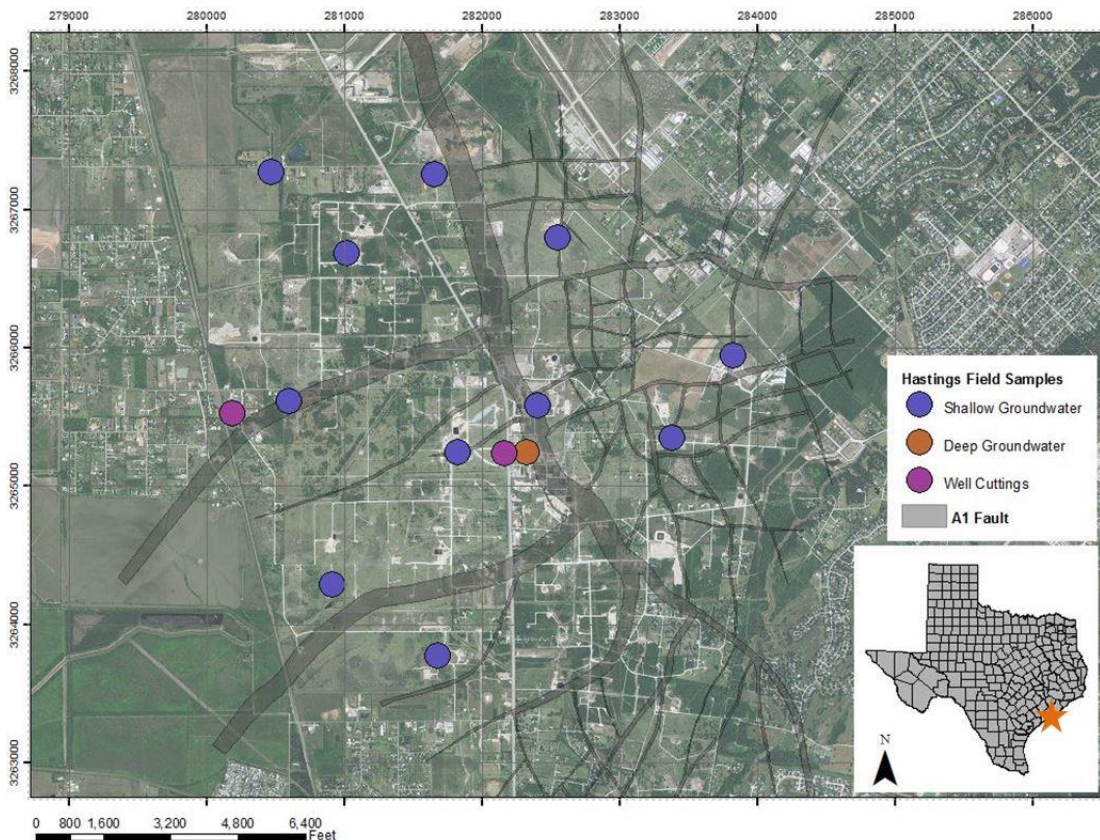 279000 280000 281000 282000 283000 284000 285000 286000
3268000
3267000
3266000
3265000
3264000
3263000
Hastings Field Samples
Shallow Groundwater
Deep Groundwater
Well Cuttings
A1 Fault
N
0 800 1,600 3,200 4,800 6,400
Feet